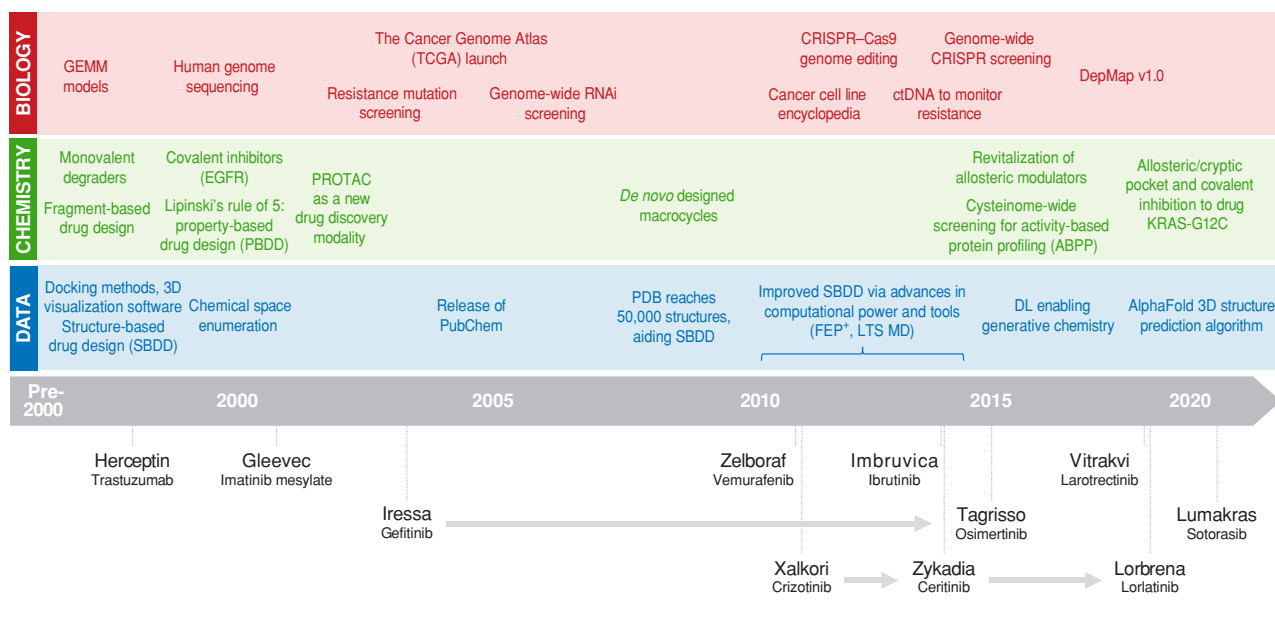 BIOLOGY
GEMM
models
Human genome
sequencing
The Cancer Genome Atlas
(TCGA) launch
Resistance mutation
screening
Genome-wide RNAi
screening
CRISPR–Cas9
genome editing
Cancer cell line
encyclopedia
Genome-wide
CRISPR screening
ctDNA to monitor
resistance
DepMap v1.0
CHEMISTRY
Monovalent
degraders
Fragment-based
drug design
Covalent inhibitors
(EGFR)
Lipinski's rule of 5:
property-based
drug design (PBDD)
PROTAC
as a new
drug discovery
modality
De novo designed
macrocycles
Revitalization of
allosteric modulators
Cysteinome-wide
screening for activity-based
protein profiling (ABPP)
Allosteric/cryptic
pocket and covalent
inhibition to drug
KRAS-G12C
DATA
Docking methods, 3D
visualization software
Structure-based
drug design (SBDD)
Chemical space
enumeration
Release of
PubChem
PDB reaches
50,000 structures,
aiding SBDD
Improved SBDD via advances in
computational power and tools
(FEP+, LTS MD)
DL enabling
generative chemistry
AlphaFold 3D structure
prediction algorithm
Pre-
2000
2000
2005
2010
2015
2020
Herceptin
Trastuzumab
Gleevec
Imatinib mesylate
Zelboraf
Vemurafenib
Imbruvica
Ibrutinib
Vitrakvi
Larotrectinib
Iressa
Gefitinib
Tagrisso
Osimertinib
Lumakras
Sotorasib
Xalkori
Crizotinib
Zykadia
Ceritinib
Lorbrena
Lorlatinib